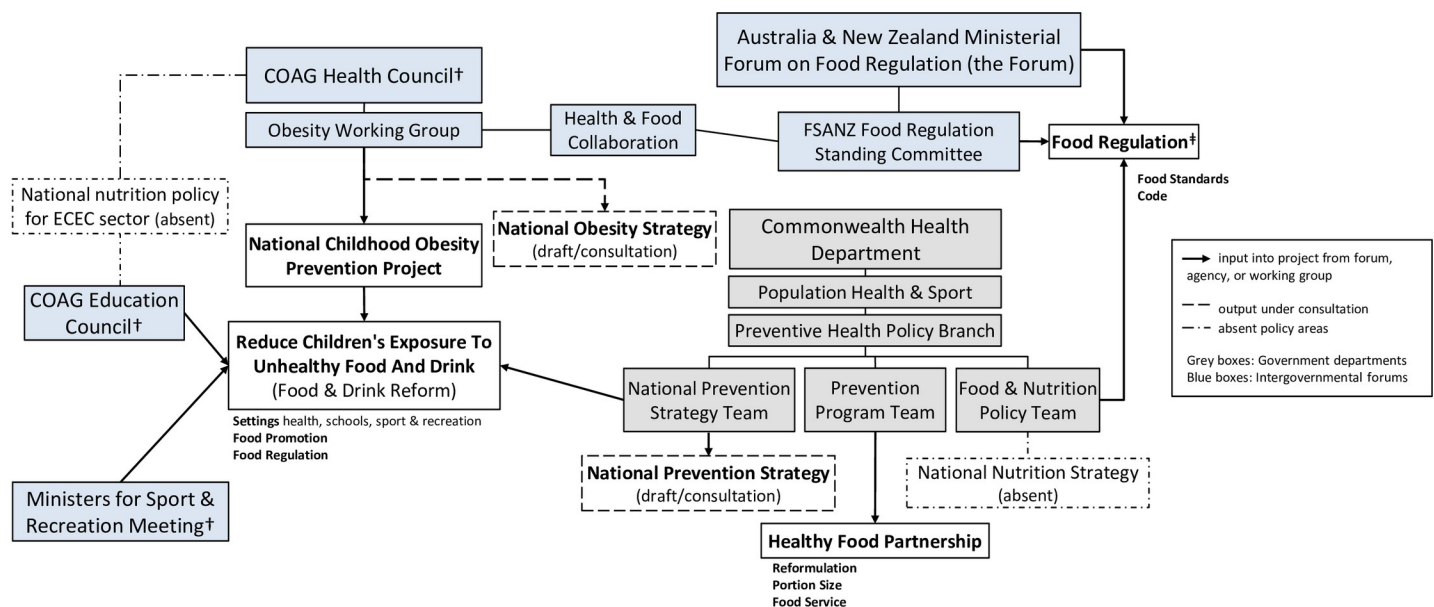 Australia & New Zealand Ministerial
Forum on Food Regulation (the Forum)
COAG Health Council†
Obesity Working Group
Health & Food
Collaboration
FSANZ Food Regulation
Standing Committee
Food Regulation‡
Food Standards
Code
National nutrition policy
for ECEC sector (absent)
National Obesity Strategy
(draft/consultation)
National Childhood Obesity
Prevention Project
Commonwealth Health
Department
Population Health & Sport
Preventive Health Policy Branch
COAG Education
Council†
Reduce Children's Exposure To
Unhealthy Food And Drink
(Food & Drink Reform)
Settings health, schools, sport & recreation
Food Promotion
Food Regulation
National Prevention
Strategy Team
Prevention
Program Team
Food & Nutrition
Policy Team
National Prevention Strategy
(draft/consultation)
National Nutrition Strategy
(absent)
Ministers for Sport &
Recreation Meeting†
Healthy Food Partnership
Reformulation
Portion Size
Food Service
input into project from forum,
agency, or working group
output under consultation
absent policy areas
Grey boxes: Government departments
Blue boxes: Intergovernmental forums